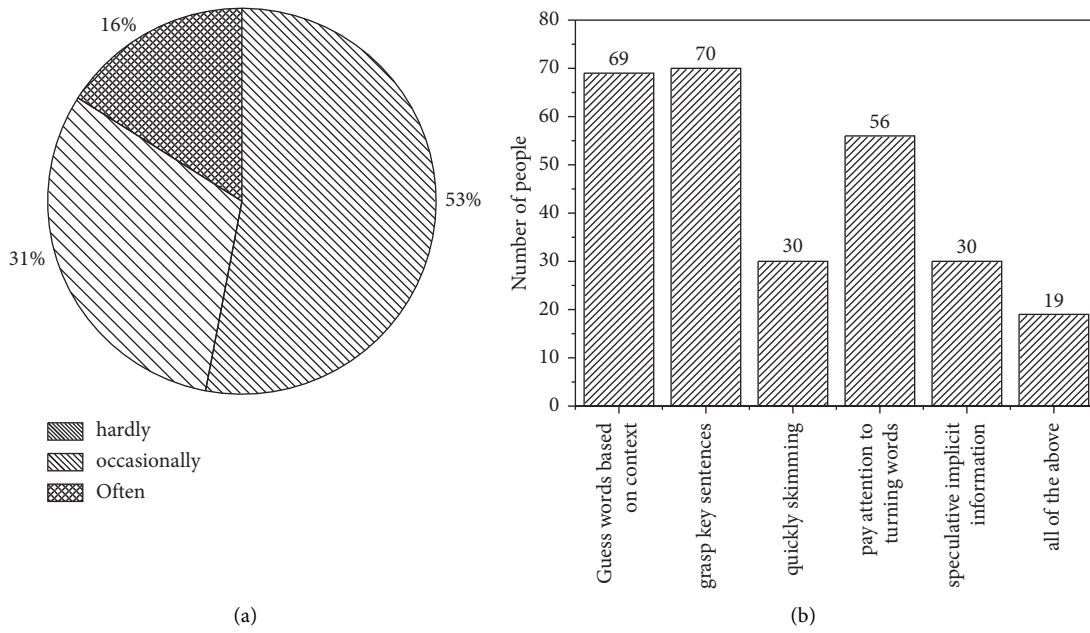 16%
53%
31%
hardly
occasionally
Often
(a)
80
70
60
50
40
30
20
10
0
Number of people
69
70
30
56
30
19
Guess words based
on context
grasp key sentences
quickly skimming
pay attention to
turning words
speculative implicit
information
all of the above
(b)